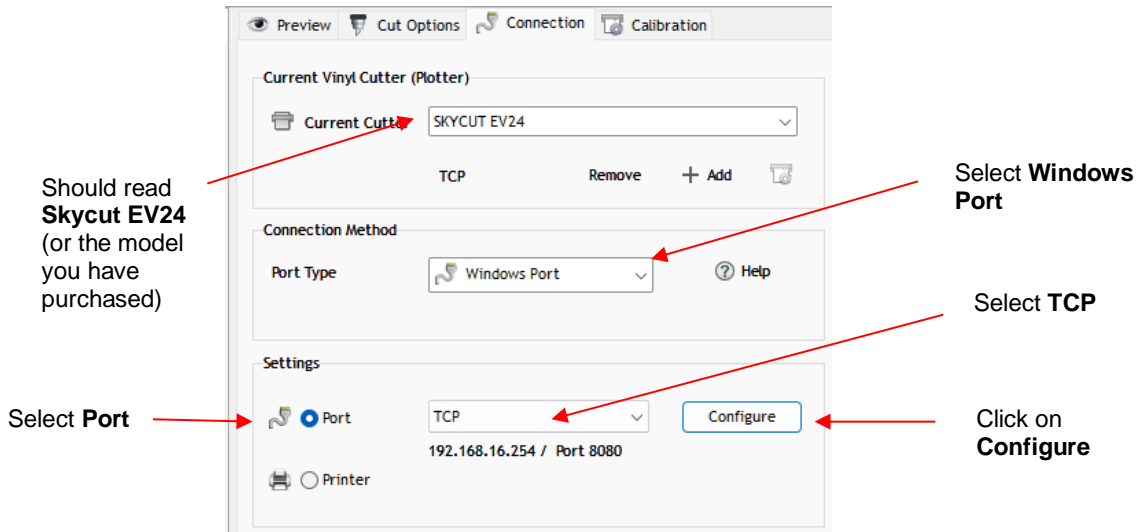 Preview Cut Options Connection Calibration
Current Vinyl Cutter (Plotter)
Current Cutter SKYCUT EV24
TCP Remove + Add
Should read
Skycut EV24
(or the model
you have
purchased)
Select Windows
Port
Connection Method
Port Type Windows Port ? Help
Select TCP
Settings
Select Port
Port TCP Configure
192.168.16.254 / Port 8080
Click on
Configure
Printer